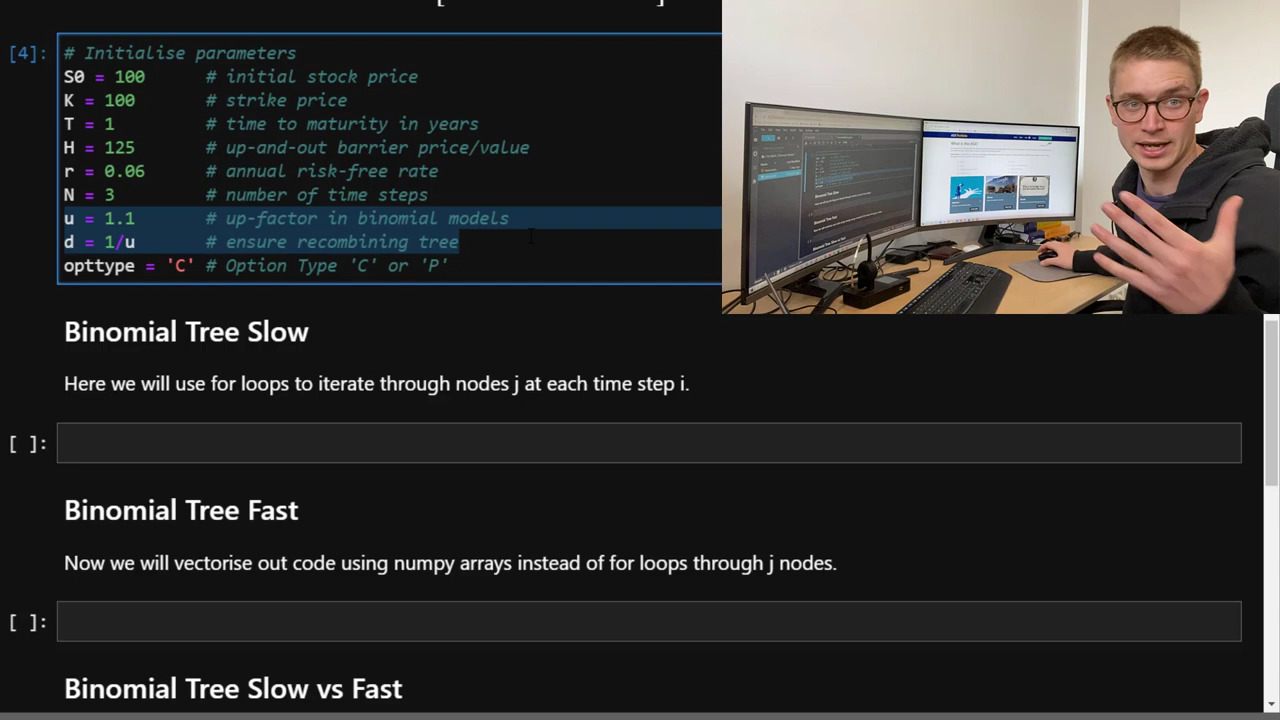 [4]:
# Initialise parameters
S0 = 100 # initial stock price
K = 100 # strike price
T = 1 # time to maturity in years
H = 125 # up-and-out barrier price/value
r = 0.06 # annual risk-free rate
N = 3 # number of time steps
u = 1.1 # up-factor in binomial models
d = 1/u # ensure recombining tree
opttype = 'C' # Option Type 'C' or 'P'
Binomial Tree Slow
Here we will use for loops to iterate through nodes j at each time step i.
[ ]:
Binomial Tree Fast
Now we will vectorise out code using numpy arrays instead of for loops through j nodes.
[ ]:
Binomial Tree Slow vs Fast